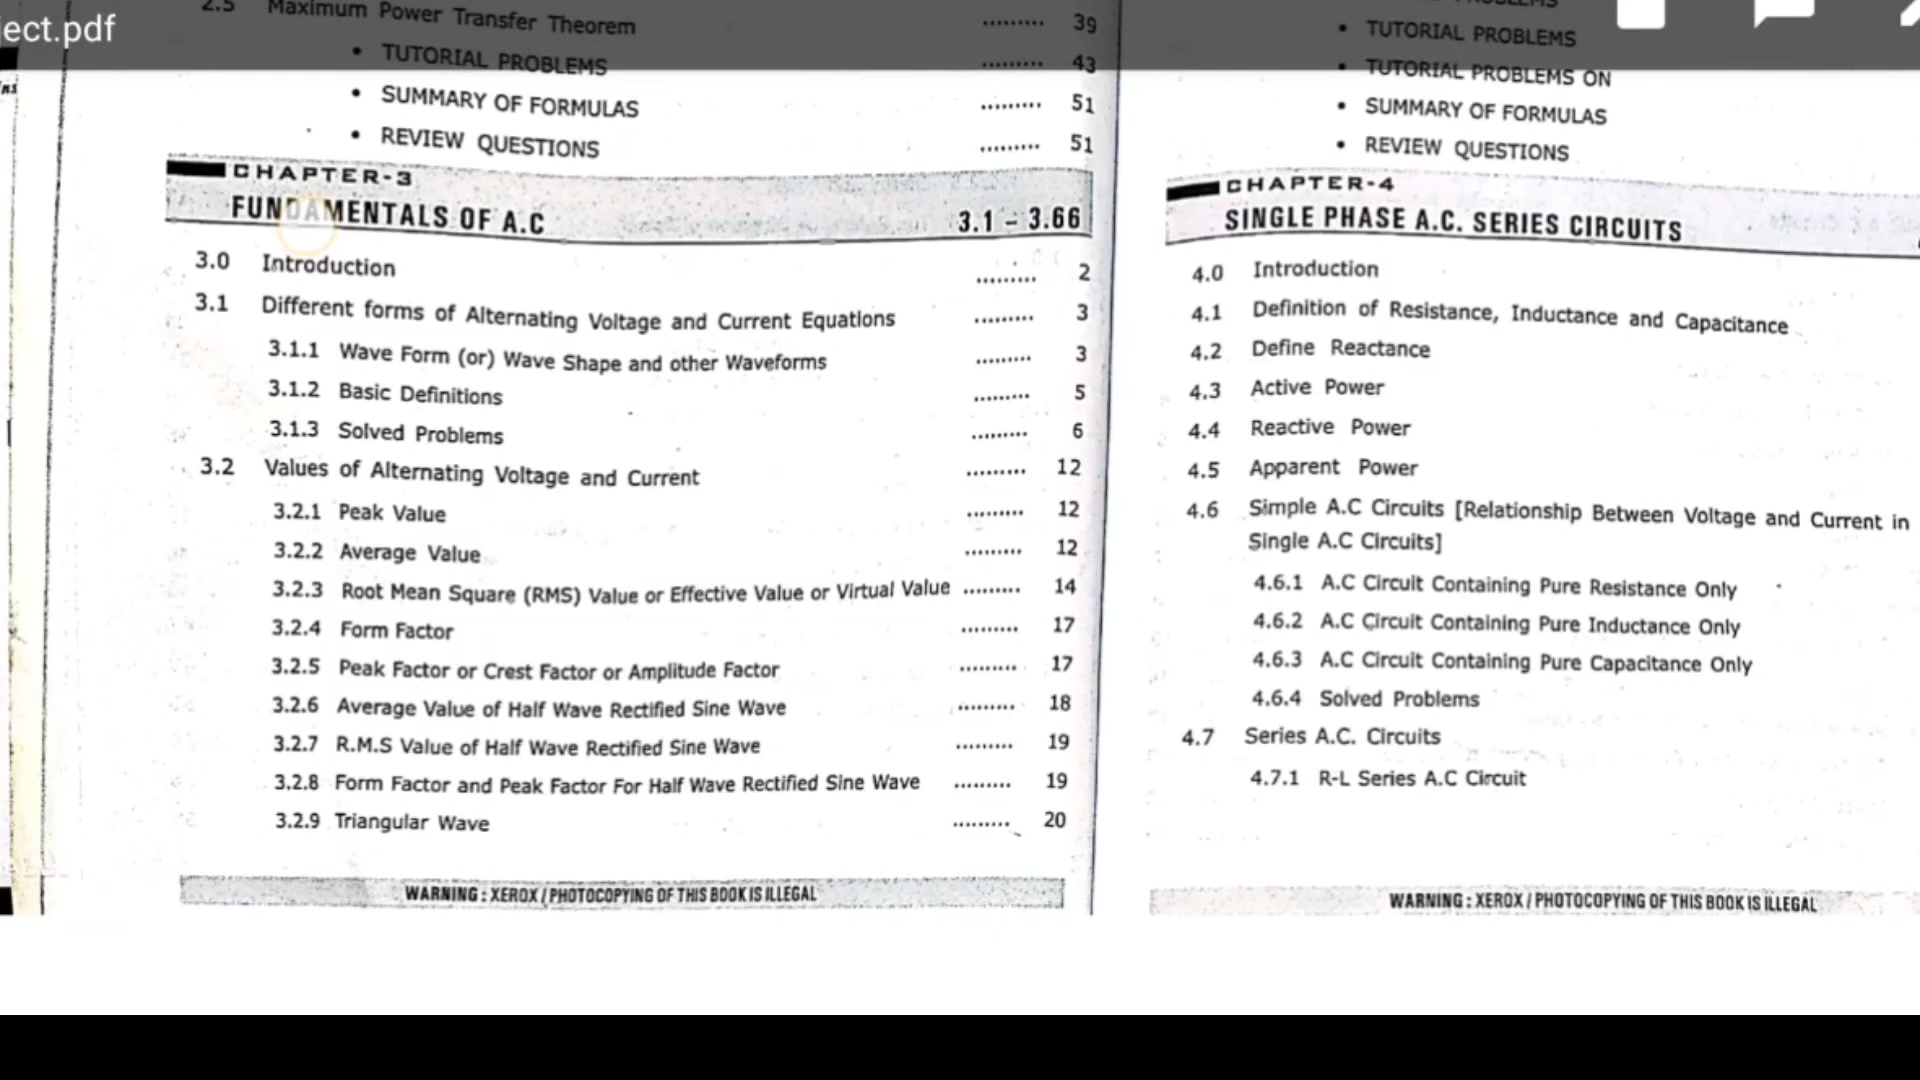 ject.pdf
2.5 Maximum Power Transfer Theorem ......... 39
• TUTORIAL PROBLEMS ......... 43
• SUMMARY OF FORMULAS ......... 51
• REVIEW QUESTIONS ......... 51
CHAPTER-3
FUNDAMENTALS OF A.C 3.1 - 3.66
3.0 Introduction ......... 2
3.1 Different forms of Alternating Voltage and Current Equations ......... 3
3.1.1 Wave Form (or) Wave Shape and other Waveforms ......... 3
3.1.2 Basic Definitions ......... 5
3.1.3 Solved Problems ......... 6
3.2 Values of Alternating Voltage and Current ......... 12
3.2.1 Peak Value ......... 12
3.2.2 Average Value ......... 12
3.2.3 Root Mean Square (RMS) Value or Effective Value or Virtual Value ......... 14
3.2.4 Form Factor ......... 17
3.2.5 Peak Factor or Crest Factor or Amplitude Factor ......... 17
3.2.6 Average Value of Half Wave Rectified Sine Wave ......... 18
3.2.7 R.M.S Value of Half Wave Rectified Sine Wave ......... 19
3.2.8 Form Factor and Peak Factor For Half Wave Rectified Sine Wave ......... 19
3.2.9 Triangular Wave ......... 20
WARNING : XEROX / PHOTOCOPYING OF THIS BOOK IS ILLEGAL
• TUTORIAL PROBLEMS
• TUTORIAL PROBLEMS ON
• SUMMARY OF FORMULAS
• REVIEW QUESTIONS
CHAPTER-4
SINGLE PHASE A.C. SERIES CIRCUITS
4.0 Introduction
4.1 Definition of Resistance, Inductance and Capacitance
4.2 Define Reactance
4.3 Active Power
4.4 Reactive Power
4.5 Apparent Power
4.6 Simple A.C Circuits [Relationship Between Voltage and Current in
Single A.C Circuits]
4.6.1 A.C Circuit Containing Pure Resistance Only
4.6.2 A.C Circuit Containing Pure Inductance Only
4.6.3 A.C Circuit Containing Pure Capacitance Only
4.6.4 Solved Problems
4.7 Series A.C. Circuits
4.7.1 R-L Series A.C Circuit
WARNING : XEROX / PHOTOCOPYING OF THIS BOOK IS ILLEGAL